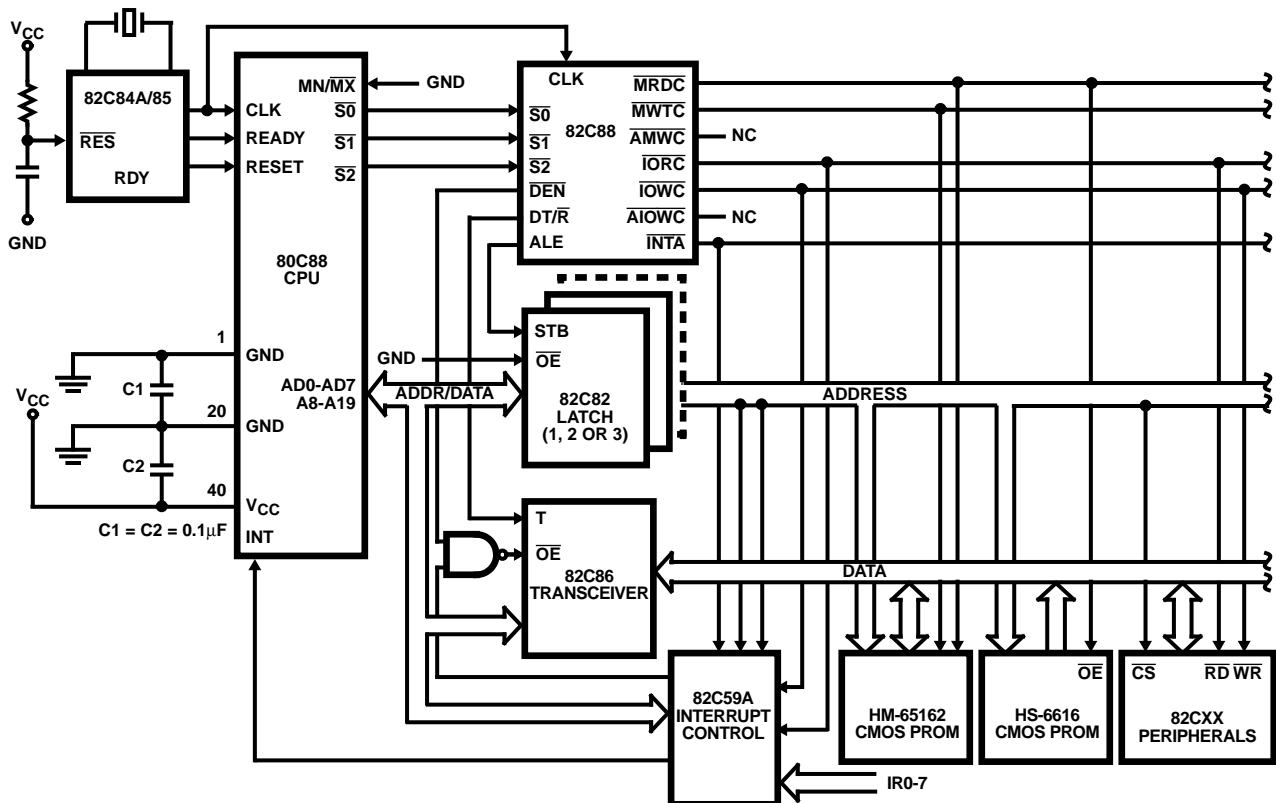 VCC
82C84A/85
RES
RDY
GND
CLK
READY
RESET
MN/MX
S0
S1
S2
GND
80C88
CPU
1
GND
C1
VCC
20
GND
C2
40
VCC
C1 = C2 = 0.1μF
INT
AD0-AD7
A8-A19
ADDR/DATA
CLK
82C88
S0
S1
S2
DEN
DT/R
ALE
MRDC
MWTC
AMWC
NC
IORC
IOWC
AIOWC
NC
INTA
STB
GND
OE
82C82
LATCH
(1, 2 OR 3)
ADDRESS
T
OE
82C86
TRANSCEIVER
DATA
82C59A
INTERRUPT
CONTROL
IR0-7
HM-65162
CMOS PROM
OE
HS-6616
CMOS PROM
CS
RD WR
82CXX
PERIPHERALS